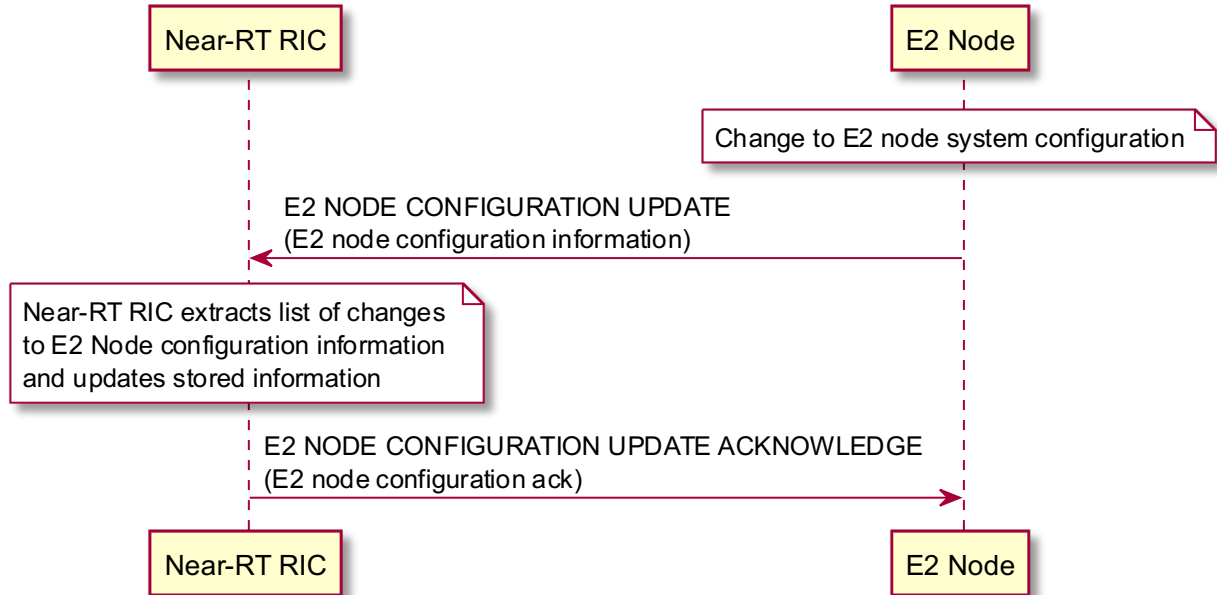 Near-RT RIC
E2 Node
Change to E2 node system configuration
E2 NODE CONFIGURATION UPDATE
(E2 node configuration information)
Near-RT RIC extracts list of changes
to E2 Node configuration information
and updates stored information
E2 NODE CONFIGURATION UPDATE ACKNOWLEDGE
(E2 node configuration ack)
Near-RT RIC
E2 Node